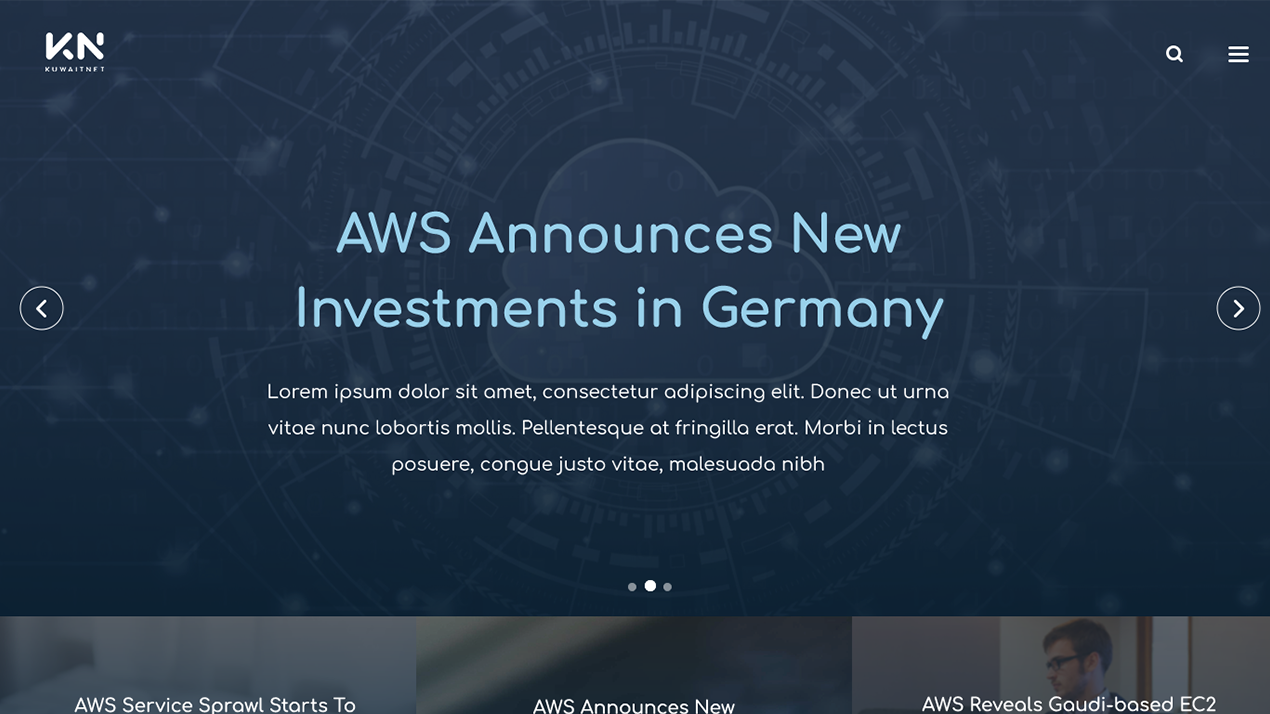 KN
KUWAITNET
AWS Announces New
Investments in Germany
Lorem ipsum dolor sit amet, consectetur adipiscing elit. Donec ut urna
vitae nunc lobortis mollis. Pellentesque at fringilla erat. Morbi in lectus
posuere, congue justo vitae, malesuada nibh
AWS Service Sprawl Starts To
AWS Announces New
AWS Reveals Gaudi-based EC2